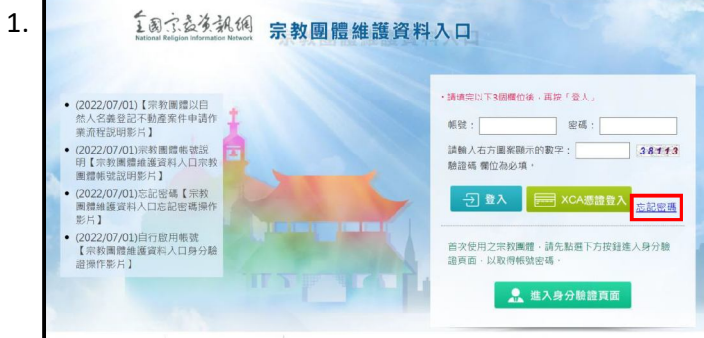 1.
全國宗教資訊網
National Religion Information Network
宗教團體維護資料入口
• (2022/07/01)【宗教團體以自
然人名義登記不動產案件申請作
業流程說明影片】
• (2022/07/01)宗教團體帳號說
明【宗教團體維護資料入口宗教
團體帳號說明影片】
• (2022/07/01)忘記密碼【宗教
團體維護資料入口忘記密碼操作
影片】
• (2022/07/01)自行啟用帳號
【宗教團體維護資料入口身分驗
證操作影片】
・請填完以下3個欄位後，再按「登入」
帳號：
密碼：
請輸入右方圖案顯示的數字：
38113
驗證碼 欄位為必填。
登入
XCA憑證登入
忘記密碼
首次使用之宗教團體，請先點選下方按鈕進入身分驗
證頁面，以取得帳號密碼。
進入身分驗證頁面